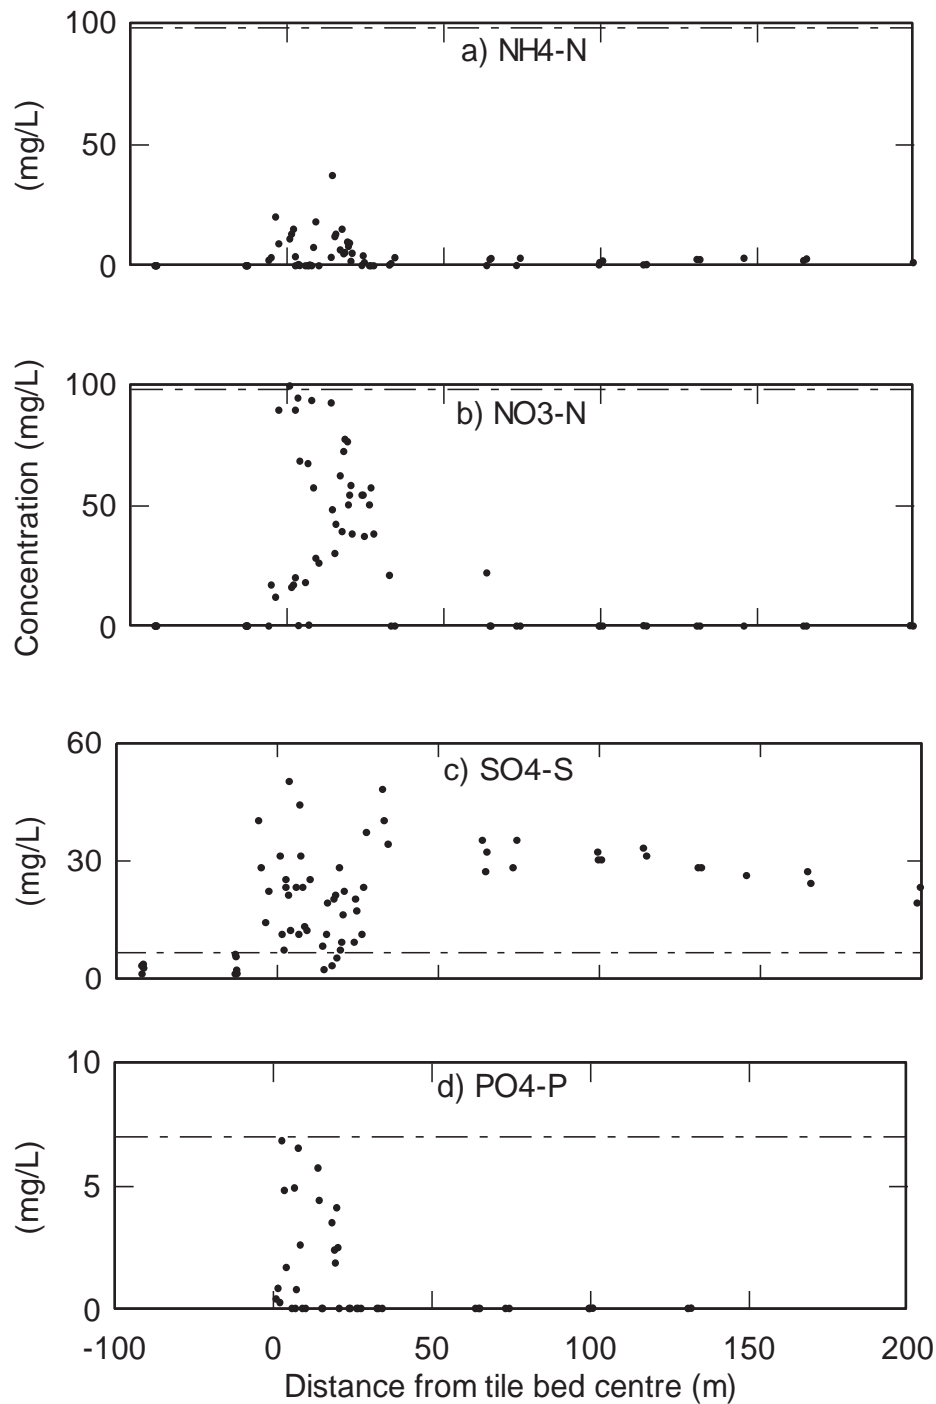 100
a) NH4-N
(mg/L)
50
0
100
b) NO3-N
Concentration (mg/L)
50
0
60
c) SO4-S
(mg/L)
30
0
10
d) PO4-P
(mg/L)
5
0
-100 0 50 100 150 200
Distance from tile bed centre (m)